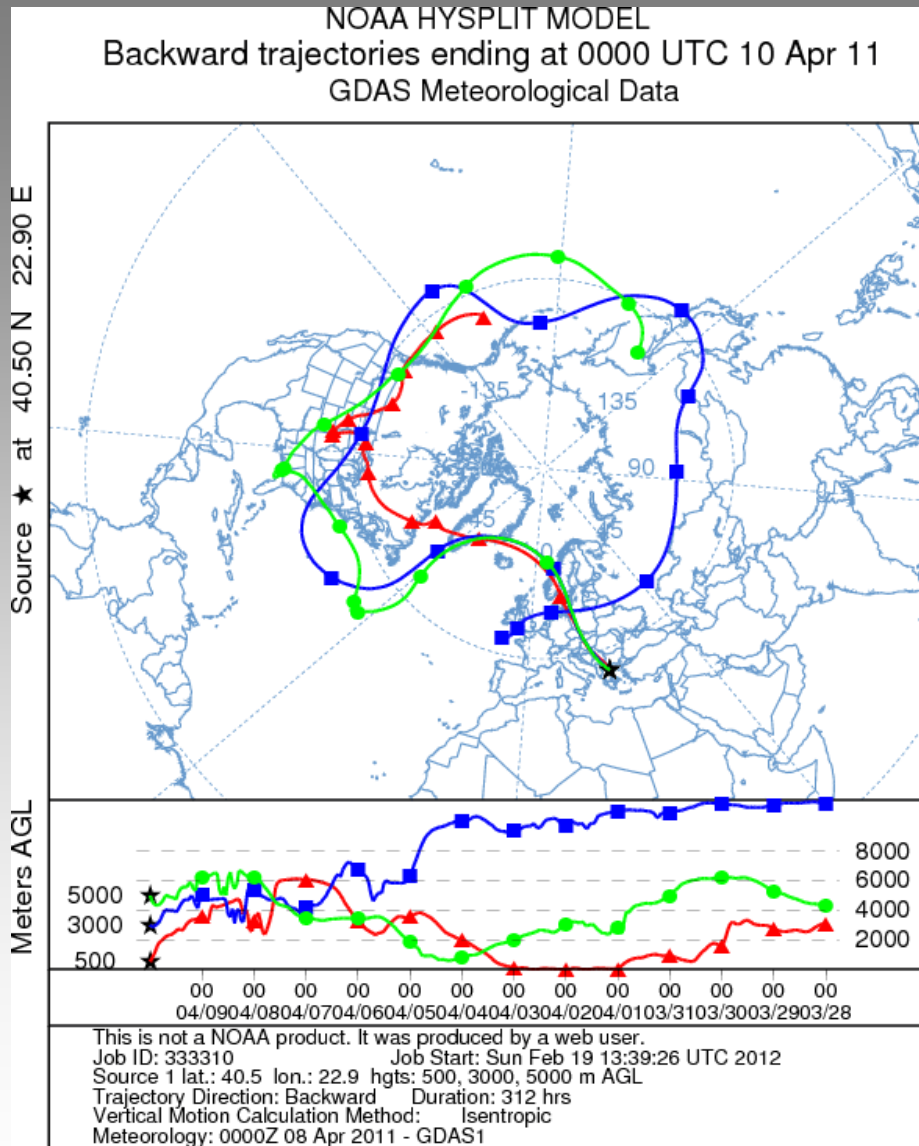 NOAA HYSPLIT MODEL
Backward trajectories ending at 0000 UTC 10 Apr 11
GDAS Meteorological Data
Source ★ at 40.50 N 22.90 E
135
135
90
45
45
0
Meters AGL
5000
3000
500
8000
6000
4000
2000
00 00 00 00 00 00 00 00 00 00 00 00 00
04/09 04/08 04/07 04/06 04/05 04/04 04/03 04/02 04/01 03/31 03/30 03/29 03/28
This is not a NOAA product. It was produced by a web user.
Job ID: 333310 Job Start: Sun Feb 19 13:39:26 UTC 2012
Source 1 lat.: 40.5 lon.: 22.9 hgts: 500, 3000, 5000 m AGL
Trajectory Direction: Backward Duration: 312 hrs
Vertical Motion Calculation Method: Isentropic
Meteorology: 0000Z 08 Apr 2011 - GDAS1